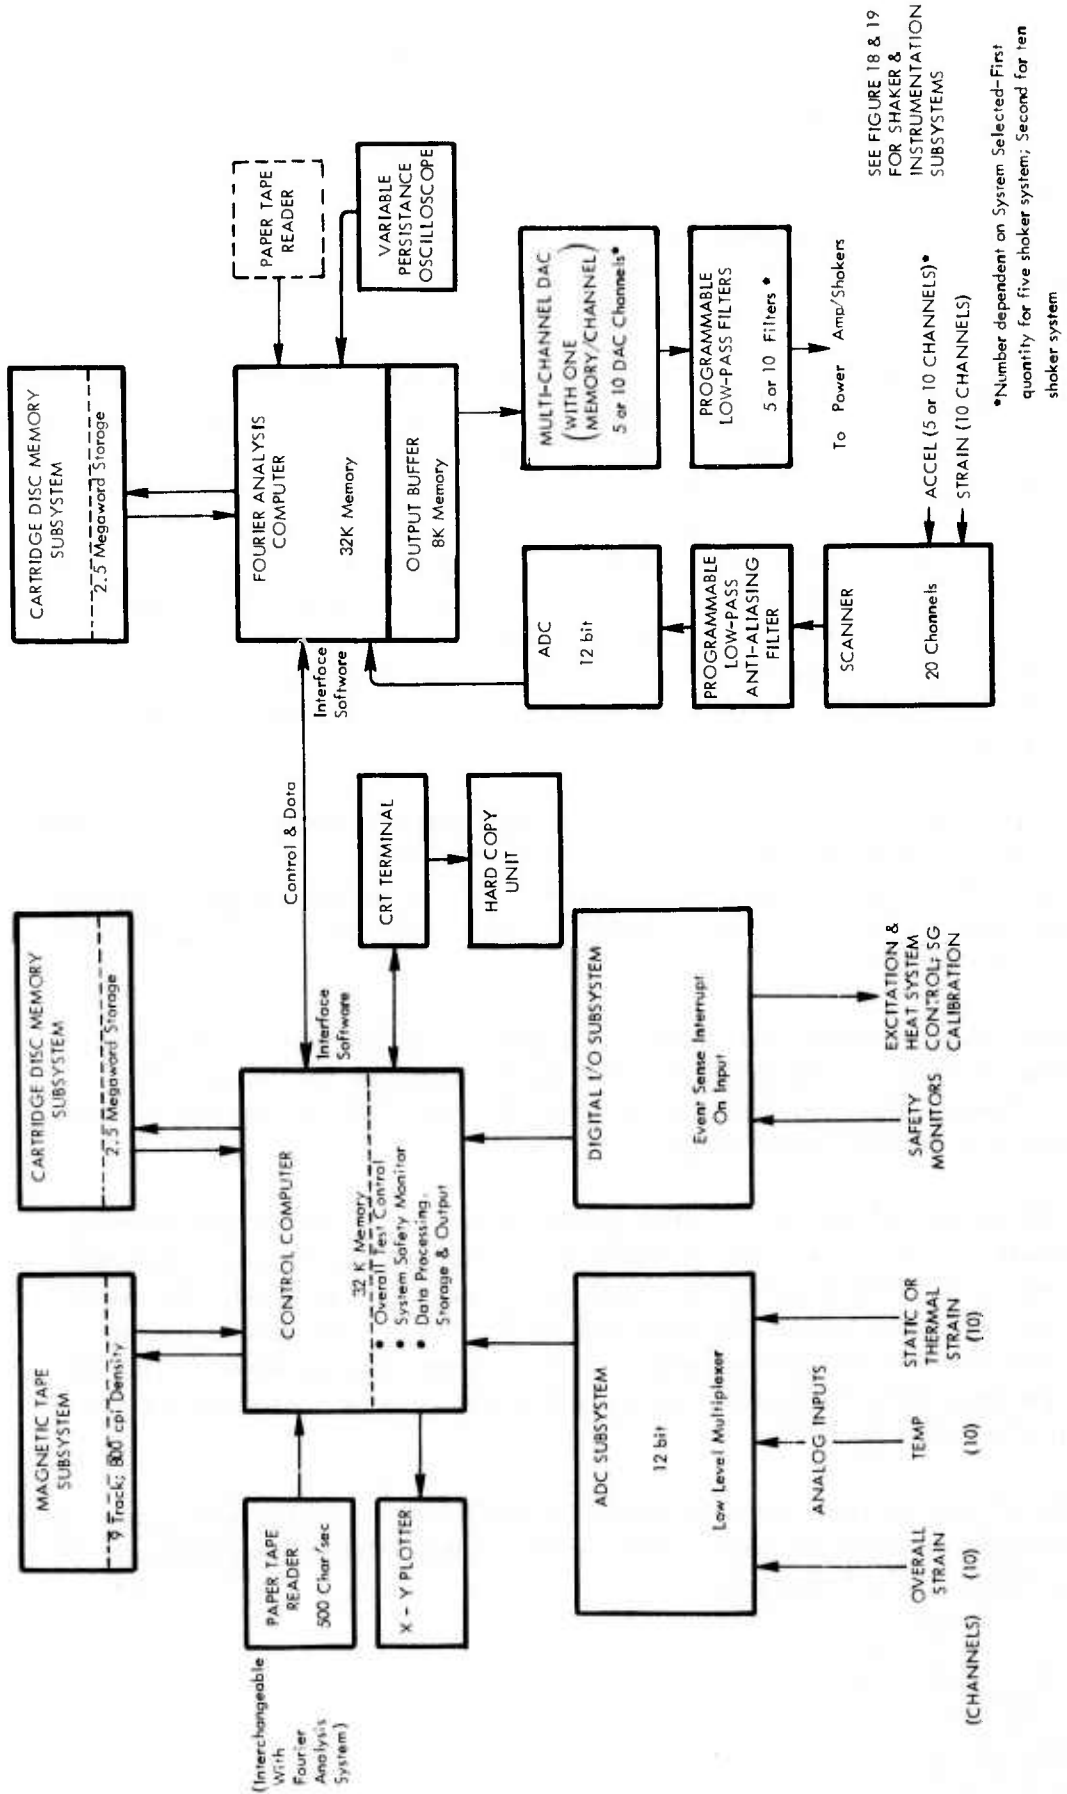 MAGNETIC TAPE
SUBSYSTEM
9 Track; 800 cpi Density
CARTRIDGE DISC MEMORY
SUBSYSTEM
2.5 Megaword Storage
CARTRIDGE DISC MEMORY
SUBSYSTEM
2.5 Megaword Storage
(Interchangeable
With
Fourier
Analysis
System)
PAPER TAPE
READER
500 Char/sec
X - Y PLOTTER
CONTROL COMPUTER
32 K Memory
• Overall Test Control
• System Safety Monitor
• Data Processing.
Storage & Output
Interface
Software
Control & Data
Interface
Software
CRT TERMINAL
HARD COPY
UNIT
FOURIER ANALYSIS
COMPUTER
32K Memory
OUTPUT BUFFER
8K Memory
PAPER TAPE
READER
VARIABLE
PERSISTANCE
OSCILLOSCOPE
ADC SUBSYSTEM
12 bit
Low Level Multiplexer
ANALOG INPUTS
OVERALL
STRAIN
(10)
TEMP
(10)
STATIC OR
THERMAL
STRAIN
(10)
(CHANNELS)
DIGITAL I/O SUBSYSTEM
Event Sense Interrupt
On Input
SAFETY
MONITORS
EXCITATION &
HEAT SYSTEM
CONTROL; SG
CALIBRATION
ADC
12 bit
PROGRAMMABLE
LOW-PASS
ANTI-ALIASING
FILTER
SCANNER
20 Channels
MULTI-CHANNEL DAC
(WITH ONE
MEMORY/CHANNEL)
5 or 10 DAC Channels*
PROGRAMMABLE
LOW-PASS FILTERS
5 or 10 Filters *
To Power Amp/Shakers
ACCEL (5 or 10 CHANNELS)*
STRAIN (10 CHANNELS)
SEE FIGURE 18 & 19
FOR SHAKER &
INSTRUMENTATION
SUBSYSTEMS
*Number dependent on System Selected-First
quantity for five shaker system; Second for ten
shaker system